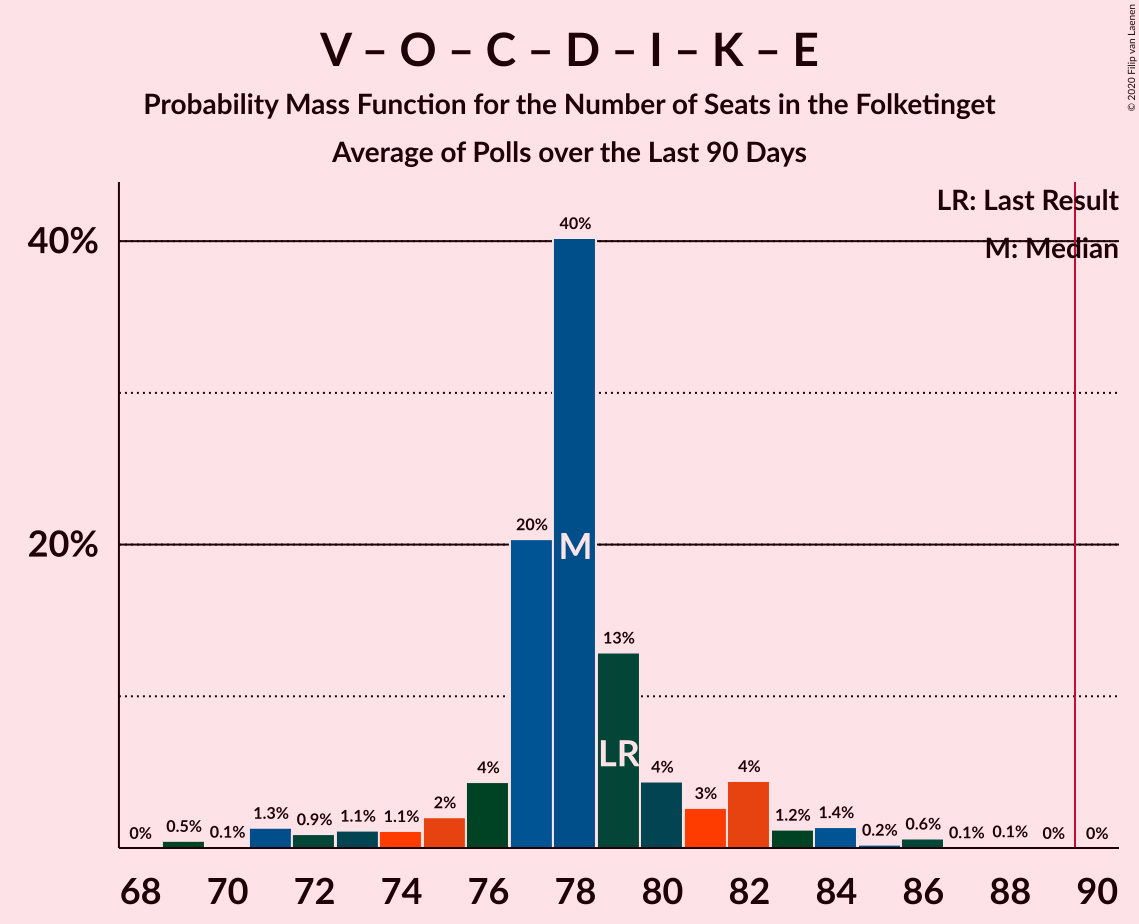 V – O – C – D – I – K – E
Probability Mass Function for the Number of Seats in the Folketinget
Average of Polls over the Last 90 Days
© 2020 Filip van Laenen
LR: Last Result
M: Median
40%
20%
0%
0.5%
0.1%
1.3%
0.9%
1.1%
1.1%
2%
4%
20%
40%
13%
4%
3%
4%
1.2%
1.4%
0.2%
0.6%
0.1%
0.1%
0%
0%
M
LR
68 70 72 74 76 78 80 82 84 86 88 90